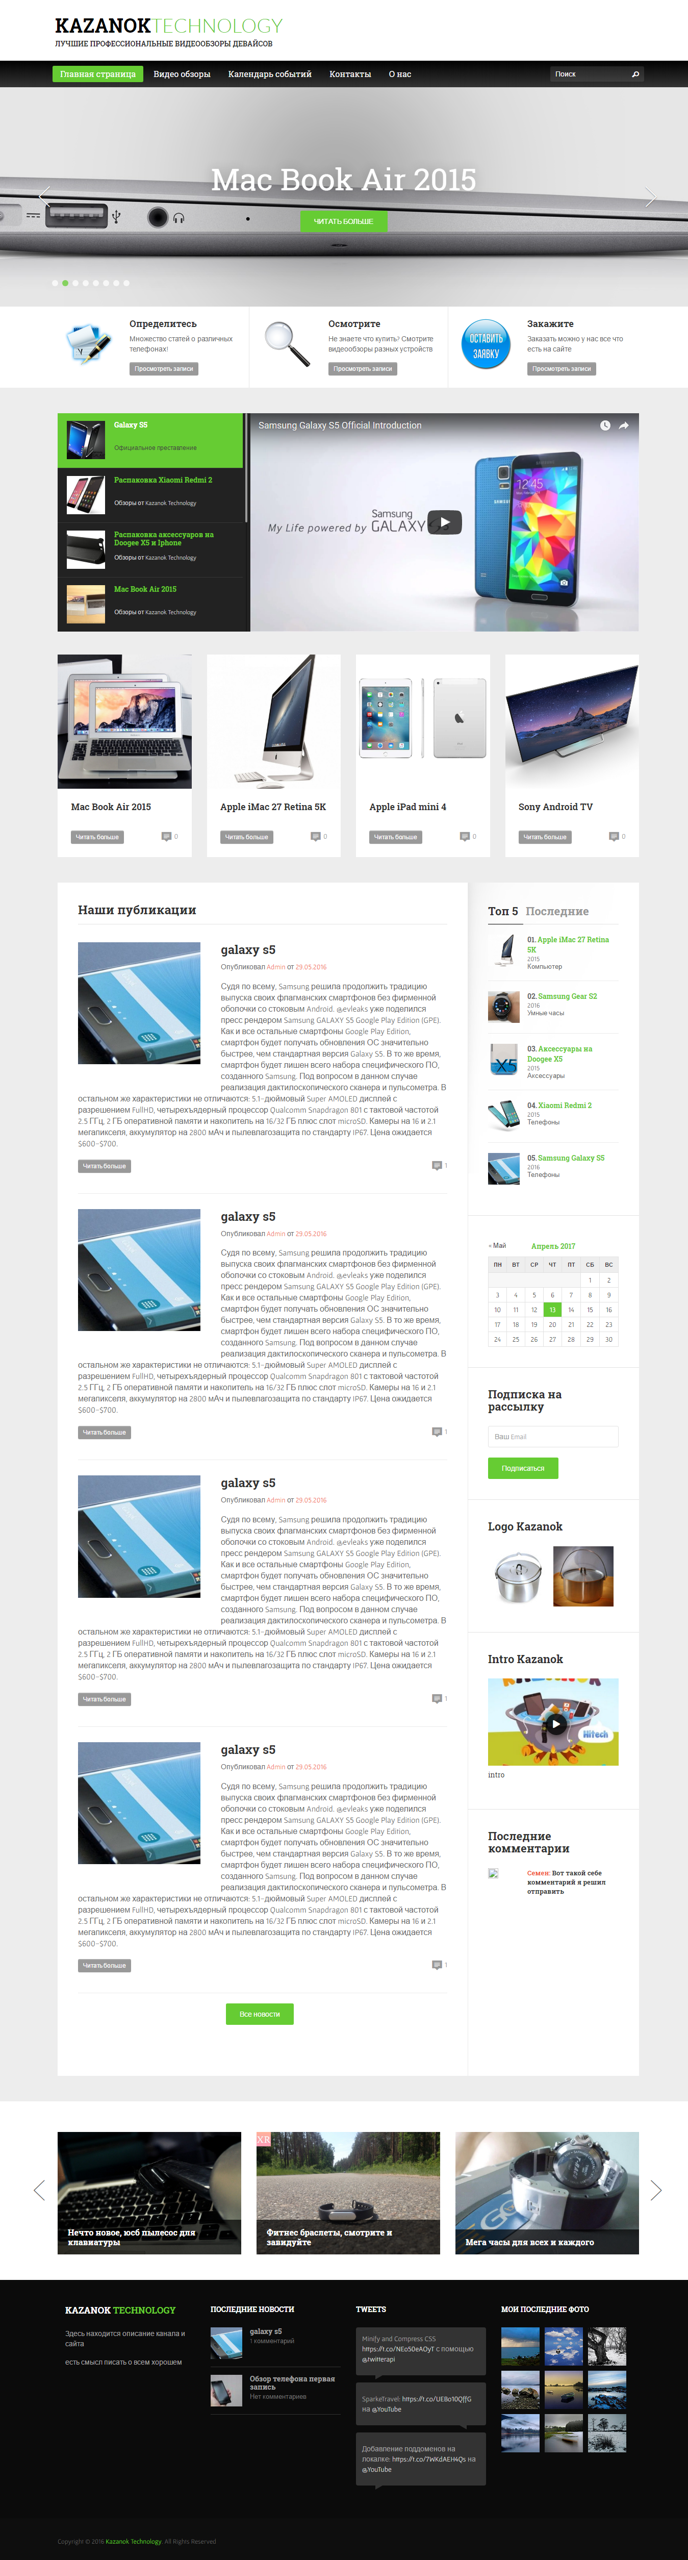 KAZANOKTECHNOLOGY
ЛУЧШИЕ ПРОФЕССИОНАЛЬНЫЕ ВИДЕООБЗОРЫ ДЕВАЙСОВ
Главная страница Видео обзоры Календарь событий Контакты О нас Поиск
Mac Book Air 2015
ЧИТАТЬ БОЛЬШЕ
Определитесь
Множество статей о различных
телефонах!
Просмотреть записи
Осмотрите
Не знаете что купить? Смотрите
видеообзоры разных устройств
Просмотреть записи
ОСТАВИТЬ
ЗАЯВКУ
Закажите
Заказать можно у нас все что
есть на сайте
Просмотреть записи
Galaxy S5
Официальное преставление
Распаковка Xiaomi Redmi 2
Обзоры от Kazanok Technology
Распаковка аксессуаров на
Doogee X5 и Iphone
Обзоры от Kazanok Technology
Mac Book Air 2015
Обзоры от Kazanok Technology
Samsung Galaxy S5 Official Introduction
My Life powered by Samsung GALAXY S5
Mac Book Air 2015
Читать больше 0
Apple iMac 27 Retina 5K
Читать больше 0
Apple iPad mini 4
Читать больше 0
Sony Android TV
Читать больше 0
Наши публикации
galaxy s5
Опубликовал Admin от 29.05.2016
Судя по всему, Samsung решила продолжить традицию
выпуска своих флагманских смартфонов без фирменной
оболочки со стоковым Android. @evleaks уже поделился
пресс рендером Samsung GALAXY S5 Google Play Edition (GPE).
Как и все остальные смартфоны Google Play Edition,
смартфон будет получать обновления ОС значительно
быстрее, чем стандартная версия Galaxy S5. В то же время,
смартфон будет лишен всего набора специфического ПО,
созданного Samsung. Под вопросом в данном случае
реализация дактилоскопического сканера и пульсометра. В
остальном же характеристики не отличаются: 5.1-дюймовый Super AMOLED дисплей с
разрешением FullHD, четырехъядерный процессор Qualcomm Snapdragon 801 с тактовой частотой
2.5 ГГц, 2 ГБ оперативной памяти и накопитель на 16/32 ГБ плюс слот microSD. Камеры на 16 и 2.1
мегапикселя, аккумулятор на 2800 мАч и пылевлагозащита по стандарту IP67. Цена ожидается
$600-$700.
Читать больше 1
galaxy s5
Опубликовал Admin от 29.05.2016
Судя по всему, Samsung решила продолжить традицию
выпуска своих флагманских смартфонов без фирменной
оболочки со стоковым Android. @evleaks уже поделился
пресс рендером Samsung GALAXY S5 Google Play Edition (GPE).
Как и все остальные смартфоны Google Play Edition,
смартфон будет получать обновления ОС значительно
быстрее, чем стандартная версия Galaxy S5. В то же время,
смартфон будет лишен всего набора специфического ПО,
созданного Samsung. Под вопросом в данном случае
реализация дактилоскопического сканера и пульсометра. В
остальном же характеристики не отличаются: 5.1-дюймовый Super AMOLED дисплей с
разрешением FullHD, четырехъядерный процессор Qualcomm Snapdragon 801 с тактовой частотой
2.5 ГГц, 2 ГБ оперативной памяти и накопитель на 16/32 ГБ плюс слот microSD. Камеры на 16 и 2.1
мегапикселя, аккумулятор на 2800 мАч и пылевлагозащита по стандарту IP67. Цена ожидается
$600-$700.
Читать больше 1
galaxy s5
Опубликовал Admin от 29.05.2016
Судя по всему, Samsung решила продолжить традицию
выпуска своих флагманских смартфонов без фирменной
оболочки со стоковым Android. @evleaks уже поделился
пресс рендером Samsung GALAXY S5 Google Play Edition (GPE).
Как и все остальные смартфоны Google Play Edition,
смартфон будет получать обновления ОС значительно
быстрее, чем стандартная версия Galaxy S5. В то же время,
смартфон будет лишен всего набора специфического ПО,
созданного Samsung. Под вопросом в данном случае
реализация дактилоскопического сканера и пульсометра. В
остальном же характеристики не отличаются: 5.1-дюймовый Super AMOLED дисплей с
разрешением FullHD, четырехъядерный процессор Qualcomm Snapdragon 801 с тактовой частотой
2.5 ГГц, 2 ГБ оперативной памяти и накопитель на 16/32 ГБ плюс слот microSD. Камеры на 16 и 2.1
мегапикселя, аккумулятор на 2800 мАч и пылевлагозащита по стандарту IP67. Цена ожидается
$600-$700.
Читать больше 1
galaxy s5
Опубликовал Admin от 29.05.2016
Судя по всему, Samsung решила продолжить традицию
выпуска своих флагманских смартфонов без фирменной
оболочки со стоковым Android. @evleaks уже поделился
пресс рендером Samsung GALAXY S5 Google Play Edition (GPE).
Как и все остальные смартфоны Google Play Edition,
смартфон будет получать обновления ОС значительно
быстрее, чем стандартная версия Galaxy S5. В то же время,
смартфон будет лишен всего набора специфического ПО,
созданного Samsung. Под вопросом в данном случае
реализация дактилоскопического сканера и пульсометра. В
остальном же характеристики не отличаются: 5.1-дюймовый Super AMOLED дисплей с
разрешением FullHD, четырехъядерный процессор Qualcomm Snapdragon 801 с тактовой частотой
2.5 ГГц, 2 ГБ оперативной памяти и накопитель на 16/32 ГБ плюс слот microSD. Камеры на 16 и 2.1
мегапикселя, аккумулятор на 2800 мАч и пылевлагозащита по стандарту IP67. Цена ожидается
$600-$700.
Читать больше 1
Все новости
Топ 5 Последние
01. Apple iMac 27 Retina
5K
2015
Компьютер
02. Samsung Gear S2
2016
Умные часы
X5
03. Аксессуары на
Doogee X5
2015
Аксессуары
04. Xiaomi Redmi 2
2015
Телефоны
05. Samsung Galaxy S5
2016
Телефоны
« Май Апрель 2017
ПН ВТ СР ЧТ ПТ СБ ВС
1 2
3 4 5 6 7 8 9
10 11 12 13 14 15 16
17 18 19 20 21 22 23
24 25 26 27 28 29 30
Подписка на
рассылку
Ваш Email
Подписаться
Logo Kazanok
Intro Kazanok
Hitech
intro
Последние
комментарии
Семен: Вот такой себе
комментарий я решил
отправить
Нечто новое, юсб пылесос для
клавиатуры
XR
Фитнес браслеты, смотрите и
завидуйте
Мега часы для всех и каждого
KAZANOK TECHNOLOGY
Здесь находится описание канала и
сайта
есть смысл писать о всем хорошем
ПОСЛЕДНИЕ НОВОСТИ
galaxy s5
1 комментарий
Обзор телефона первая
запись
Нет комментариев
TWEETS
Minify and Compress CSS
https://t.co/NEo50eAOyT с помощью
@twitterapi
SparkeTravel: https://t.co/UEBo10QffG
на @YouTube
Добавление поддоменов на
покапке: https://t.co/7WKdAEH4Qs на
@YouTube
МОИ ПОСЛЕДНИЕ ФОТО
Copyright © 2016 Kazanok Technology. All Rights Reserved